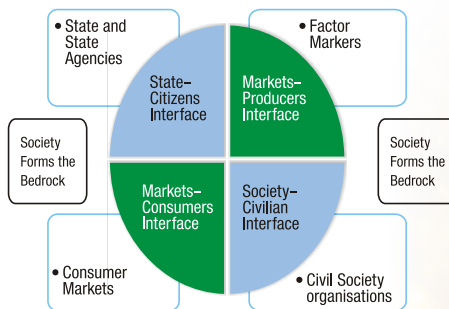 • State and
State
Agencies
• Factor
Markers
State–
Citizens
Interface
Markets–
Producers
Interface
Society
Forms the
Bedrock
Society
Forms the
Bedrock
Markets–
Consumers
Interface
Society–
Civilian
Interface
• Consumer
Markets
• Civil Society
organisations